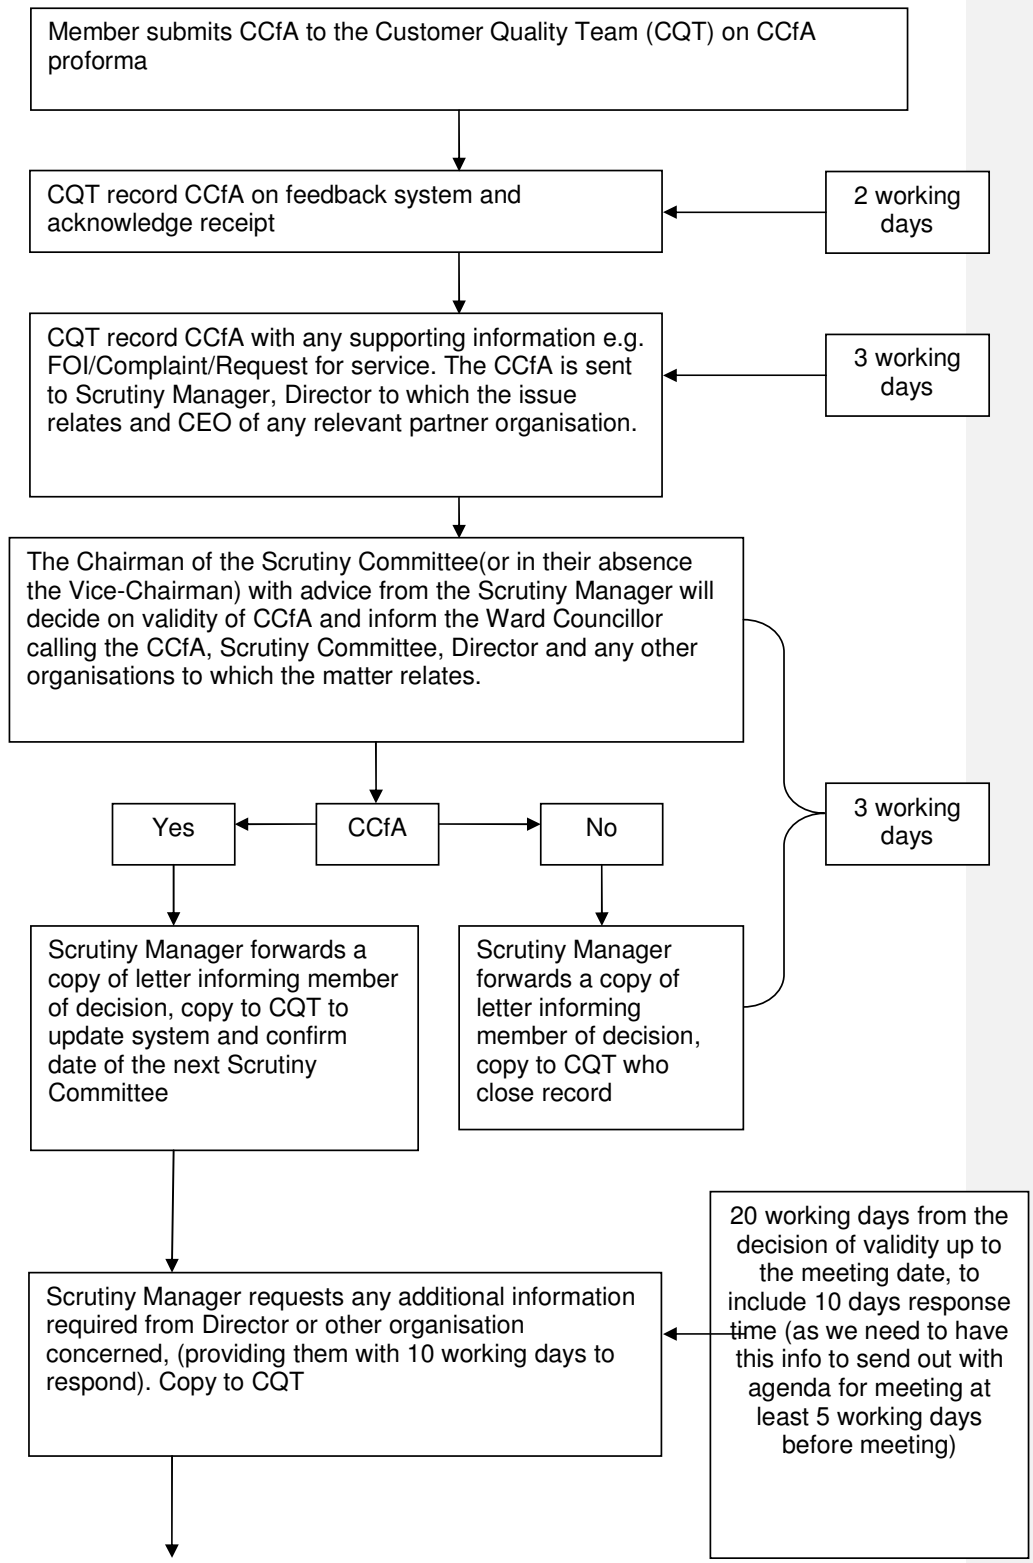 Member submits CCfA to the Customer Quality Team (CQT) on CCfA
proforma
CQT record CCfA on feedback system and
acknowledge receipt
2 working
days
CQT record CCfA with any supporting information e.g.
FOI/Complaint/Request for service. The CCfA is sent
to Scrutiny Manager, Director to which the issue
relates and CEO of any relevant partner organisation.
3 working
days
The Chairman of the Scrutiny Committee(or in their absence
the Vice-Chairman) with advice from the Scrutiny Manager will
decide on validity of CCfA and inform the Ward Councillor
calling the CCfA, Scrutiny Committee, Director and any other
organisations to which the matter relates.
3 working
days
Yes
CCfA
No
Scrutiny Manager forwards a
copy of letter informing member
of decision, copy to CQT to
update system and confirm
date of the next Scrutiny
Committee
Scrutiny Manager
forwards a copy of
letter informing
member of decision,
copy to CQT who
close record
Scrutiny Manager requests any additional information
required from Director or other organisation
concerned, (providing them with 10 working days to
respond). Copy to CQT
20 working days from the
decision of validity up to
the meeting date, to
include 10 days response
time (as we need to have
this info to send out with
agenda for meeting at
least 5 working days
before meeting)